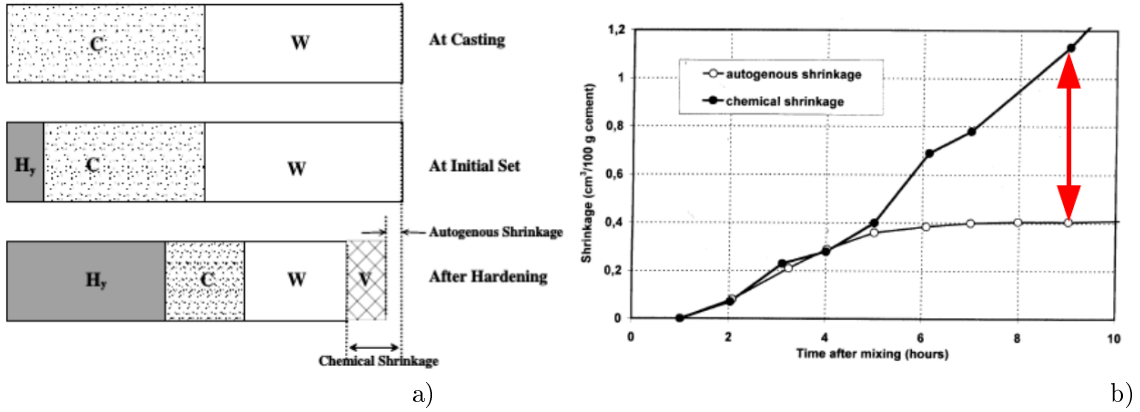 C
W
At Casting
Hy
C
W
At Initial Set
Autogenous Shrinkage
Hy
C
W
V
After Hardening
Chemical Shrinkage
a)
Shrinkage (cm³/100 g cement)
1,2
1
0,8
0,6
0,4
0,2
0
autogenous shrinkage
chemical shrinkage
0 2 4 6 8 10
Time after mixing (hours)
b)